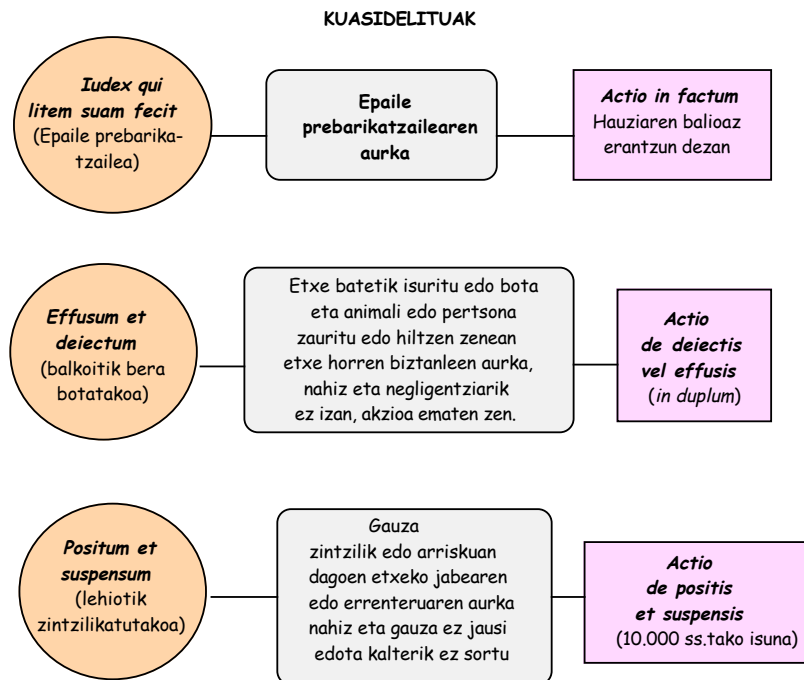 KUASIDELITUAK
Iudex qui
litem suam fecit
(Epaile prebarika-
tzailea)
Epaile
prebarikatzailearen
aurka
Actio in factum
Hauziaren balioaz
erantzun dezan
Effusum et
deiectum
(balkoitik bera
botatakoa)
Etxe batetik isuritu edo bota
eta animali edo pertsona
zauritu edo hiltzen zenean
etxe horren biztanleen aurka,
nahiz eta negligentziarik
ez izan, akzioa ematen zen.
Actio
de deiectis
vel effusis
(in duplum)
Positum et
suspensum
(lehiotik
zintzilikatutakoa)
Gauza
zintzilik edo arriskuan
dagoen etxeko jabearen
edo errenteruaren aurka
nahiz eta gauza ez jausi
edota kalterik ez sortu
Actio
de positis
et suspensis
(10.000 ss.tako isuna)